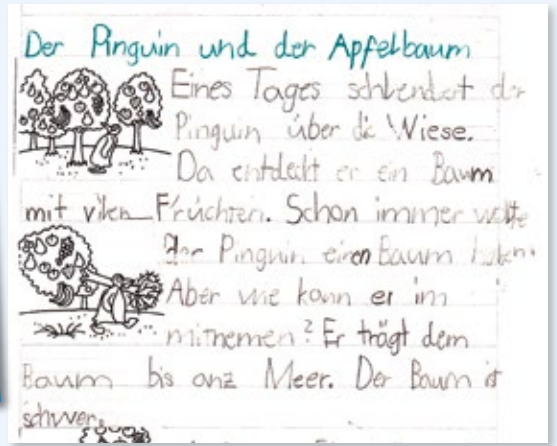 Der Pinguin und der Apfelbaum
Eines Tages schlendert der
Pinguin über die Wiese.
Da entdekt er ein Baum
mit vilen Früchten. Schon immer wollte
der Pinguin einen Baum haben.
Aber wie kann er im
mitnemen? Er trägt dem
Baum bis anz Meer. Der Baum ist
schwer.